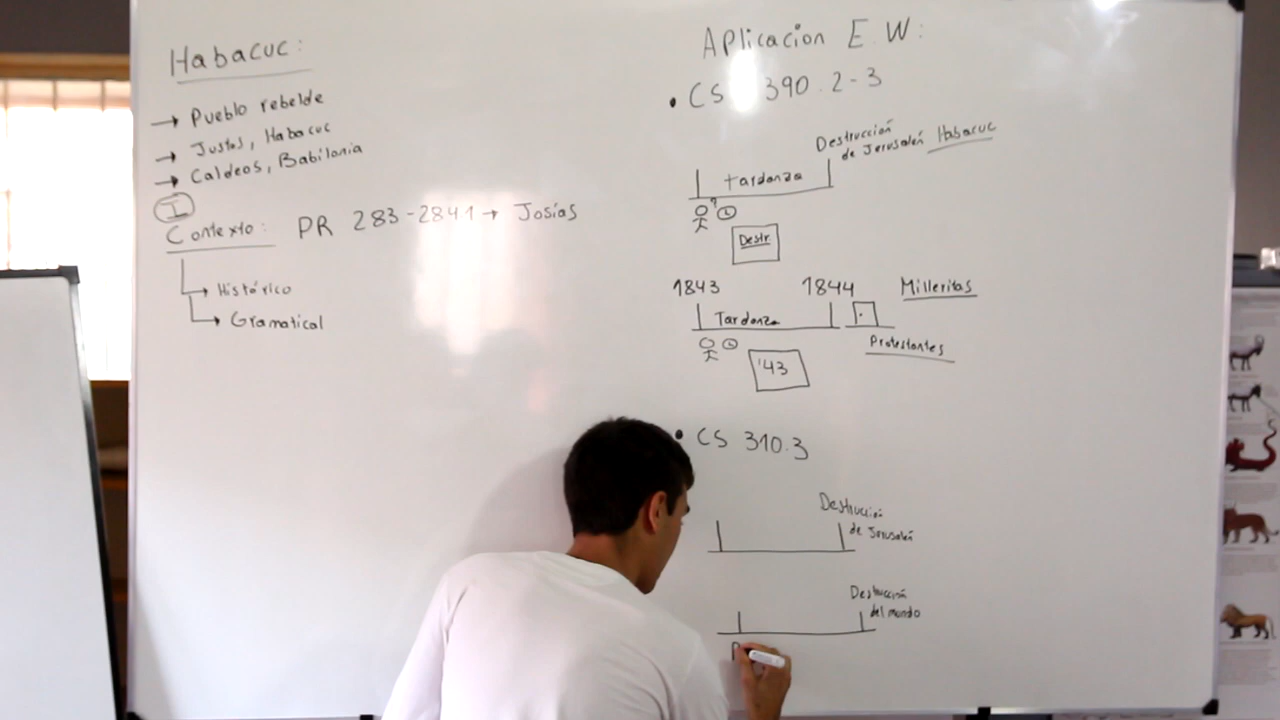 Habacuc:
→ Pueblo rebelde
→ Justos, Habacuc
→ Caldeos, Babilonia
I
Contexto: PR 283-284 → Josías
→ Histórico
→ Gramatical
Aplicacion E.W:
• CS 390.2-3
Destrucción
de Jerusalén Habacuc
tardanza
?
Destr
1843 1844 Milleritas
Tardanza
Protestantes
'43
• CS 310.3
Destrucción
de Jerusalén
Destrucción
del mondo
P